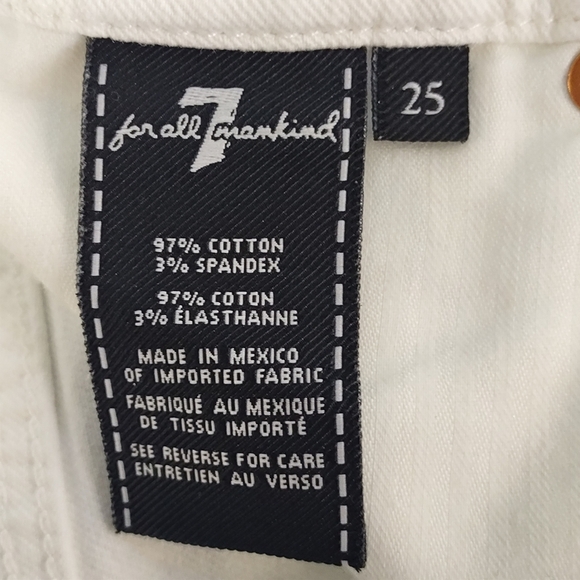 7
for all mankind
25
97% COTTON
3% SPANDEX
97% COTON
3% ÉLASTHANNE
MADE IN MEXICO
OF IMPORTED FABRIC
FABRIQUÉ AU MEXIQUE
DE TISSU IMPORTÉ
SEE REVERSE FOR CARE
ENTRETIEN AU VERSO